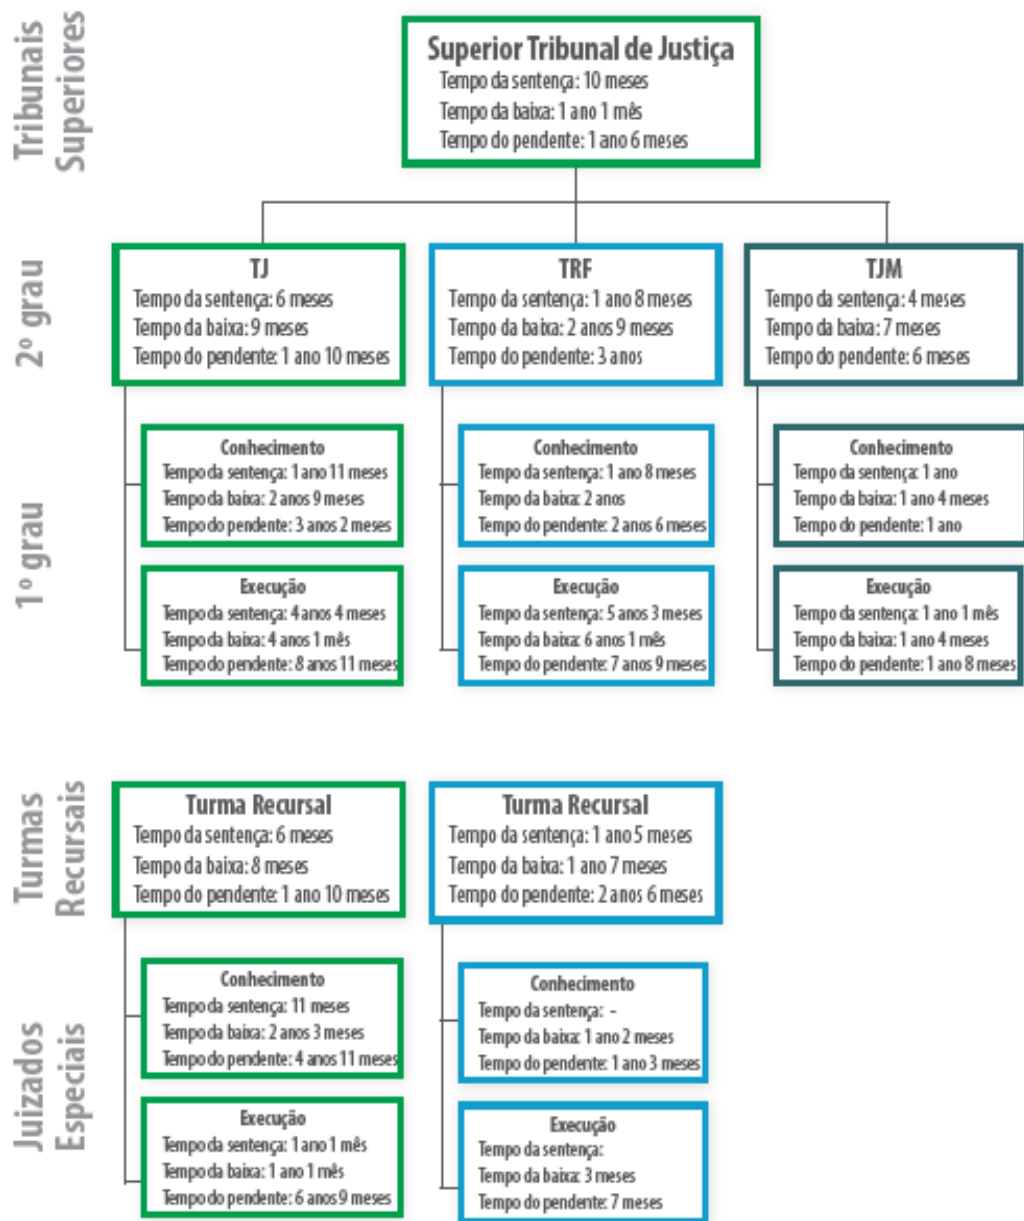 Tribunais
Superiores
Superior Tribunal de Justiça
Tempo da sentença: 10 meses
Tempo da baixa: 1 ano 1 mês
Tempo do pendente: 1 ano 6 meses
2º grau
TJ
Tempo da sentença: 6 meses
Tempo da baixa: 9 meses
Tempo do pendente: 1 ano 10 meses
TRF
Tempo da sentença: 1 ano 8 meses
Tempo da baixa: 2 anos 9 meses
Tempo do pendente: 3 anos
TJM
Tempo da sentença: 4 meses
Tempo da baixa: 7 meses
Tempo do pendente: 6 meses
1º grau
Conhecimento
Tempo da sentença: 1 ano 11 meses
Tempo da baixa: 2 anos 9 meses
Tempo do pendente: 3 anos 2 meses
Conhecimento
Tempo da sentença: 1 ano 8 meses
Tempo da baixa: 2 anos
Tempo do pendente: 2 anos 6 meses
Conhecimento
Tempo da sentença: 1 ano
Tempo da baixa: 1 ano 4 meses
Tempo do pendente: 1 ano
Execução
Tempo da sentença: 4 anos 4 meses
Tempo da baixa: 4 anos 1 mês
Tempo do pendente: 8 anos 11 meses
Execução
Tempo da sentença: 5 anos 3 meses
Tempo da baixa: 6 anos 1 mês
Tempo do pendente: 7 anos 9 meses
Execução
Tempo da sentença: 1 ano 1 mês
Tempo da baixa: 1 ano 4 meses
Tempo do pendente: 1 ano 8 meses
Turmas
Recursais
Turma Recursal
Tempo da sentença: 6 meses
Tempo da baixa: 8 meses
Tempo do pendente: 1 ano 10 meses
Turma Recursal
Tempo da sentença: 1 ano 5 meses
Tempo da baixa: 1 ano 7 meses
Tempo do pendente: 2 anos 6 meses
Juizados
Especiais
Conhecimento
Tempo da sentença: 11 meses
Tempo da baixa: 2 anos 3 meses
Tempo do pendente: 4 anos 11 meses
Conhecimento
Tempo da sentença: -
Tempo da baixa: 1 ano 2 meses
Tempo do pendente: 1 ano 3 meses
Execução
Tempo da sentença: 1 ano 1 mês
Tempo da baixa: 1 ano 1 mês
Tempo do pendente: 6 anos 9 meses
Execução
Tempo da sentença:
Tempo da baixa: 3 meses
Tempo do pendente: 7 meses